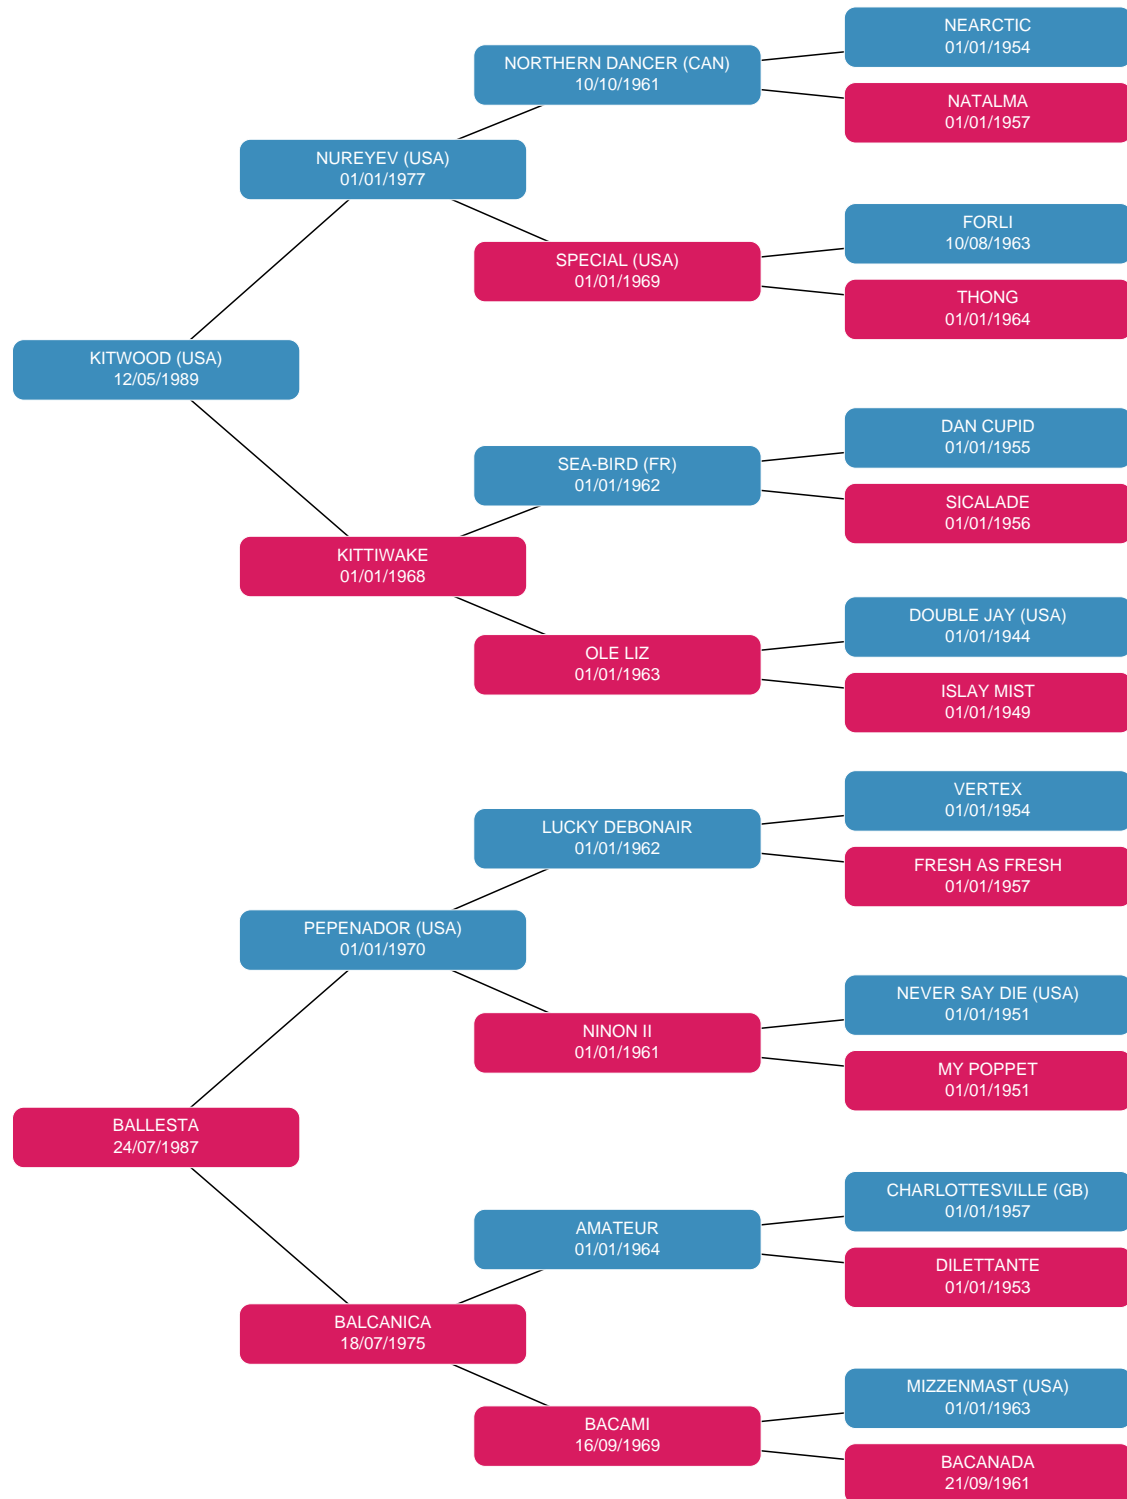 NEARCTIC
01/01/1954
NORTHERN DANCER (CAN)
10/10/1961
NATALMA
01/01/1957
NUREYEV (USA)
01/01/1977
FORLI
10/08/1963
SPECIAL (USA)
01/01/1969
THONG
01/01/1964
KITWOOD (USA)
12/05/1989
DAN CUPID
01/01/1955
SEA-BIRD (FR)
01/01/1962
SICALADE
01/01/1956
KITTIWAKE
01/01/1968
DOUBLE JAY (USA)
01/01/1944
OLE LIZ
01/01/1963
ISLAY MIST
01/01/1949
VERTEX
01/01/1954
LUCKY DEBONAIR
01/01/1962
FRESH AS FRESH
01/01/1957
PEPENADOR (USA)
01/01/1970
NEVER SAY DIE (USA)
01/01/1951
NINON II
01/01/1961
MY POPPET
01/01/1951
BALLESTA
24/07/1987
CHARLOTTESVILLE (GB)
01/01/1957
AMATEUR
01/01/1964
DILETTANTE
01/01/1953
BALCANICA
18/07/1975
MIZZENMAST (USA)
01/01/1963
BACAMI
16/09/1969
BACANADA
21/09/1961